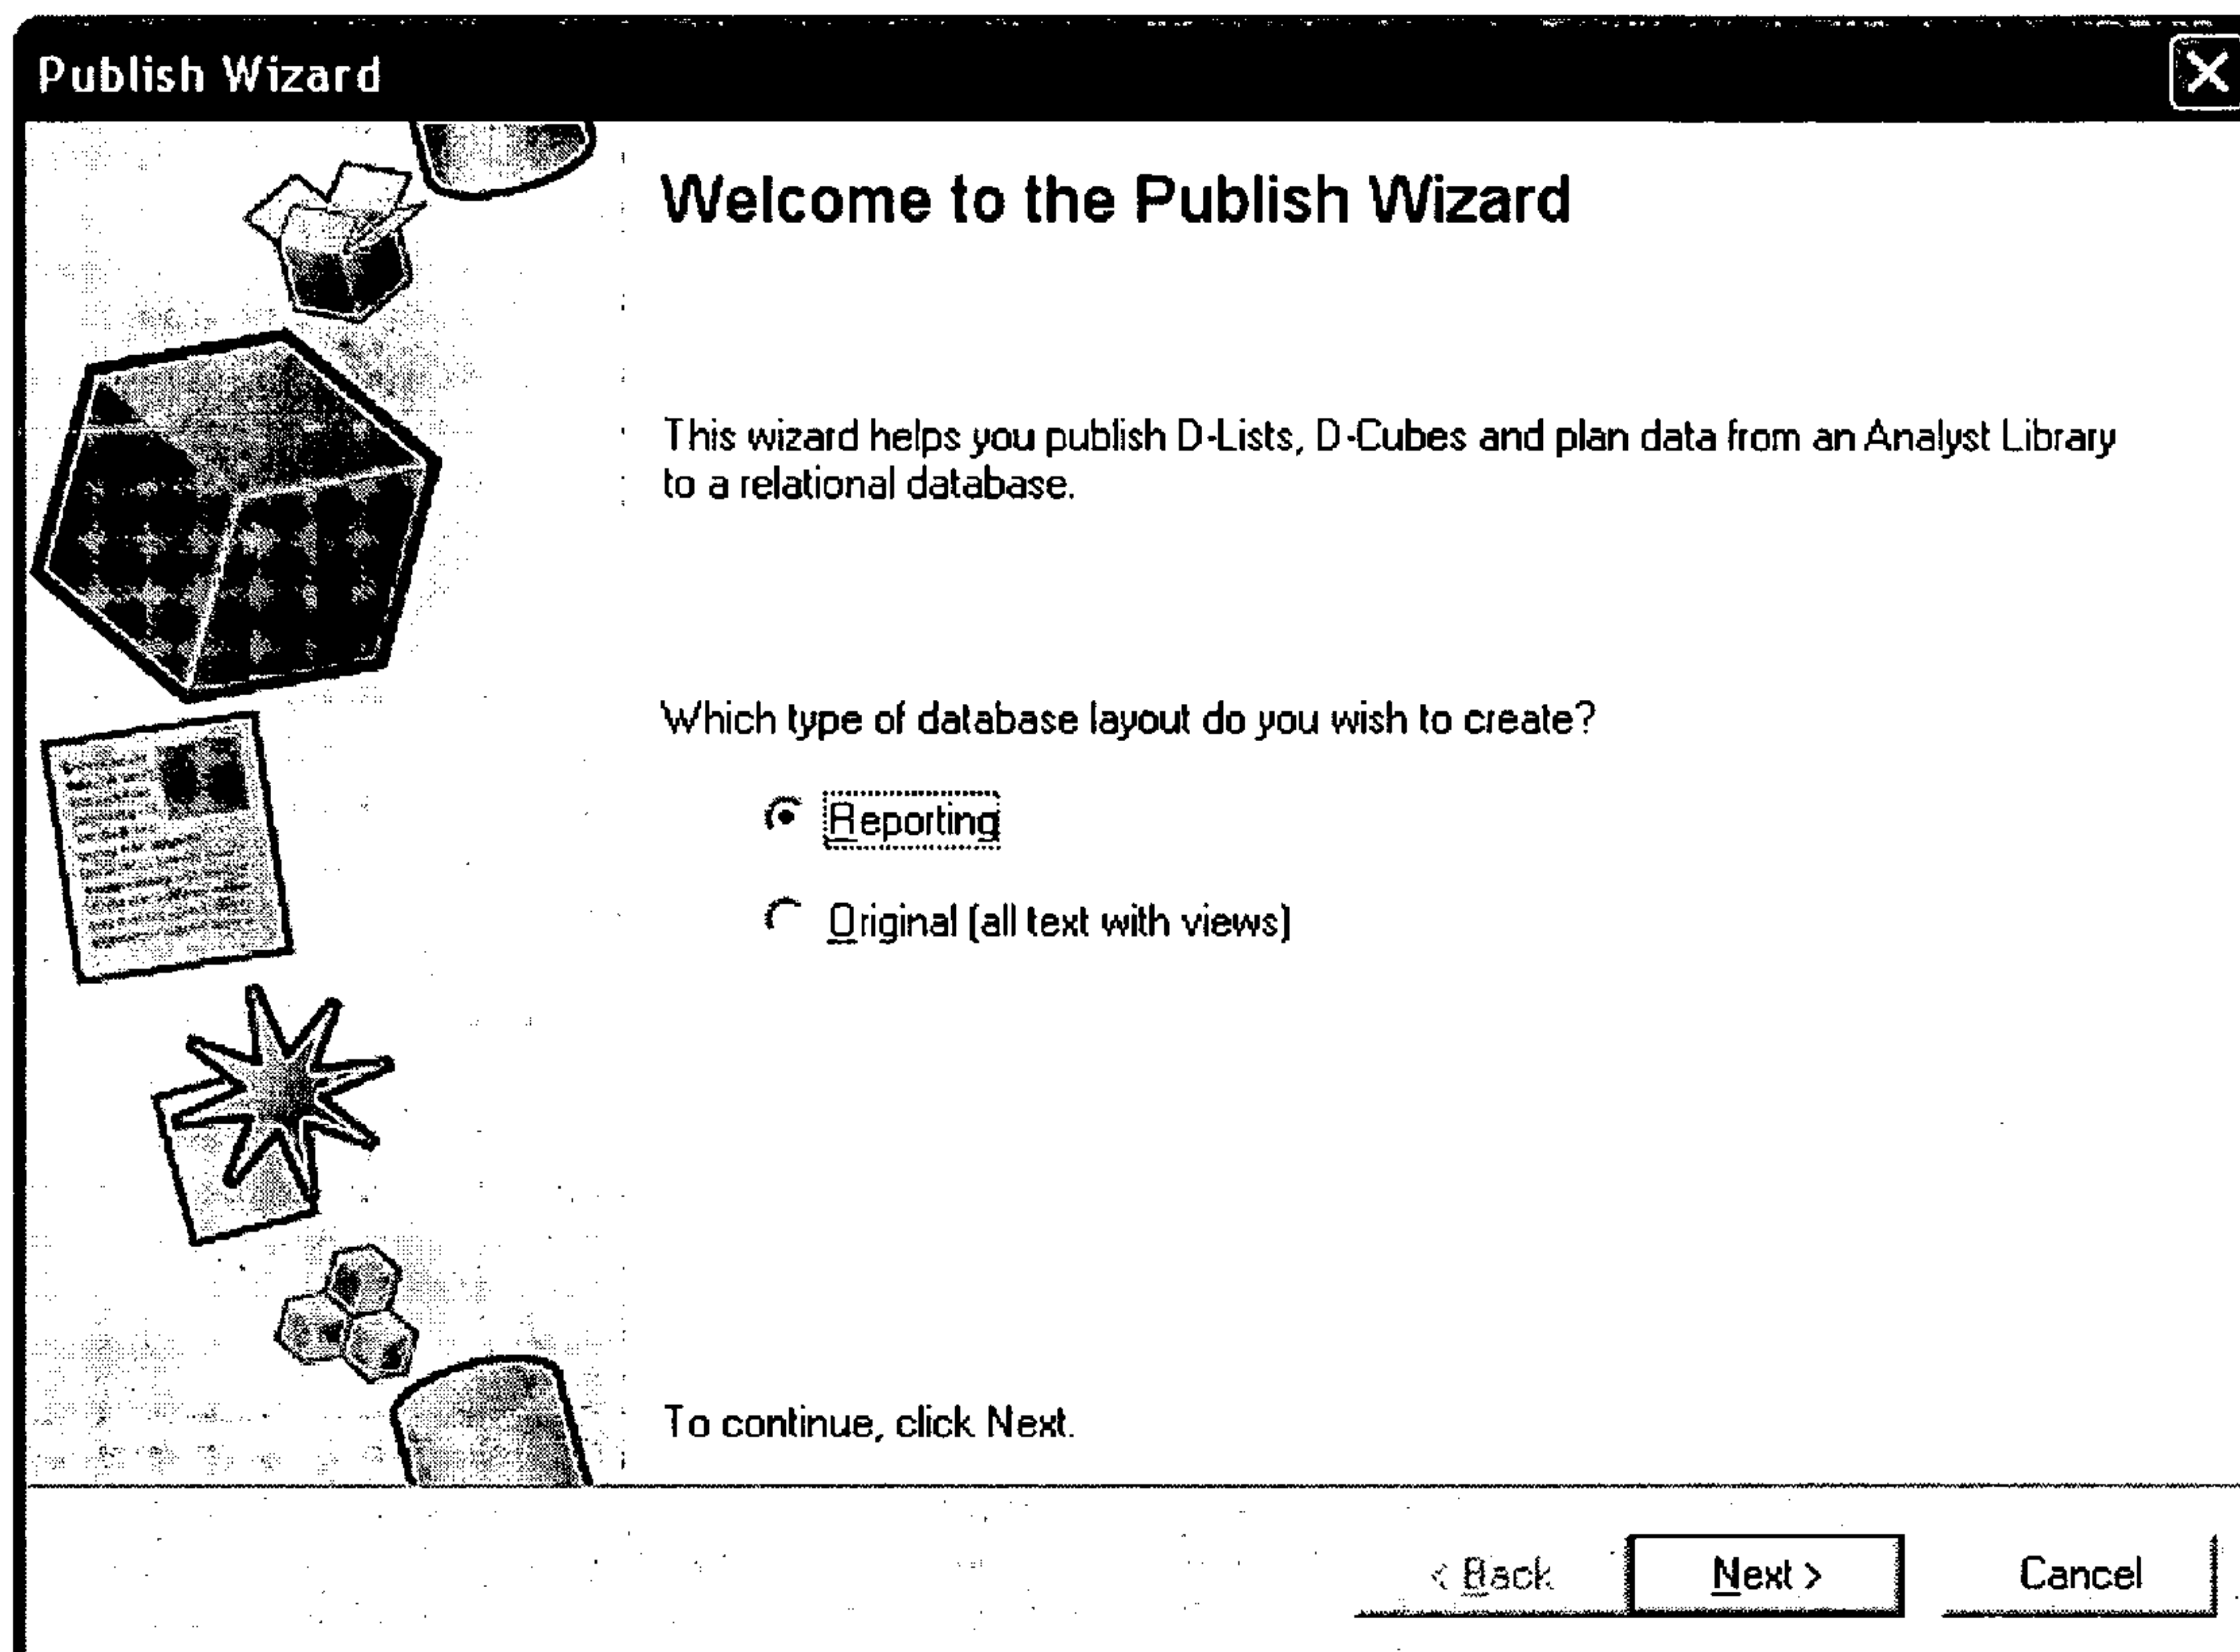 Publish Wizard
Welcome to the Publish Wizard
This wizard helps you publish D-Lists, D-Cubes and plan data from an Analyst Library
to a relational database.
Which type of database layout do you wish to create?
Reporting
Original (all text with views)
To continue, click Next.
< Back Next > Cancel